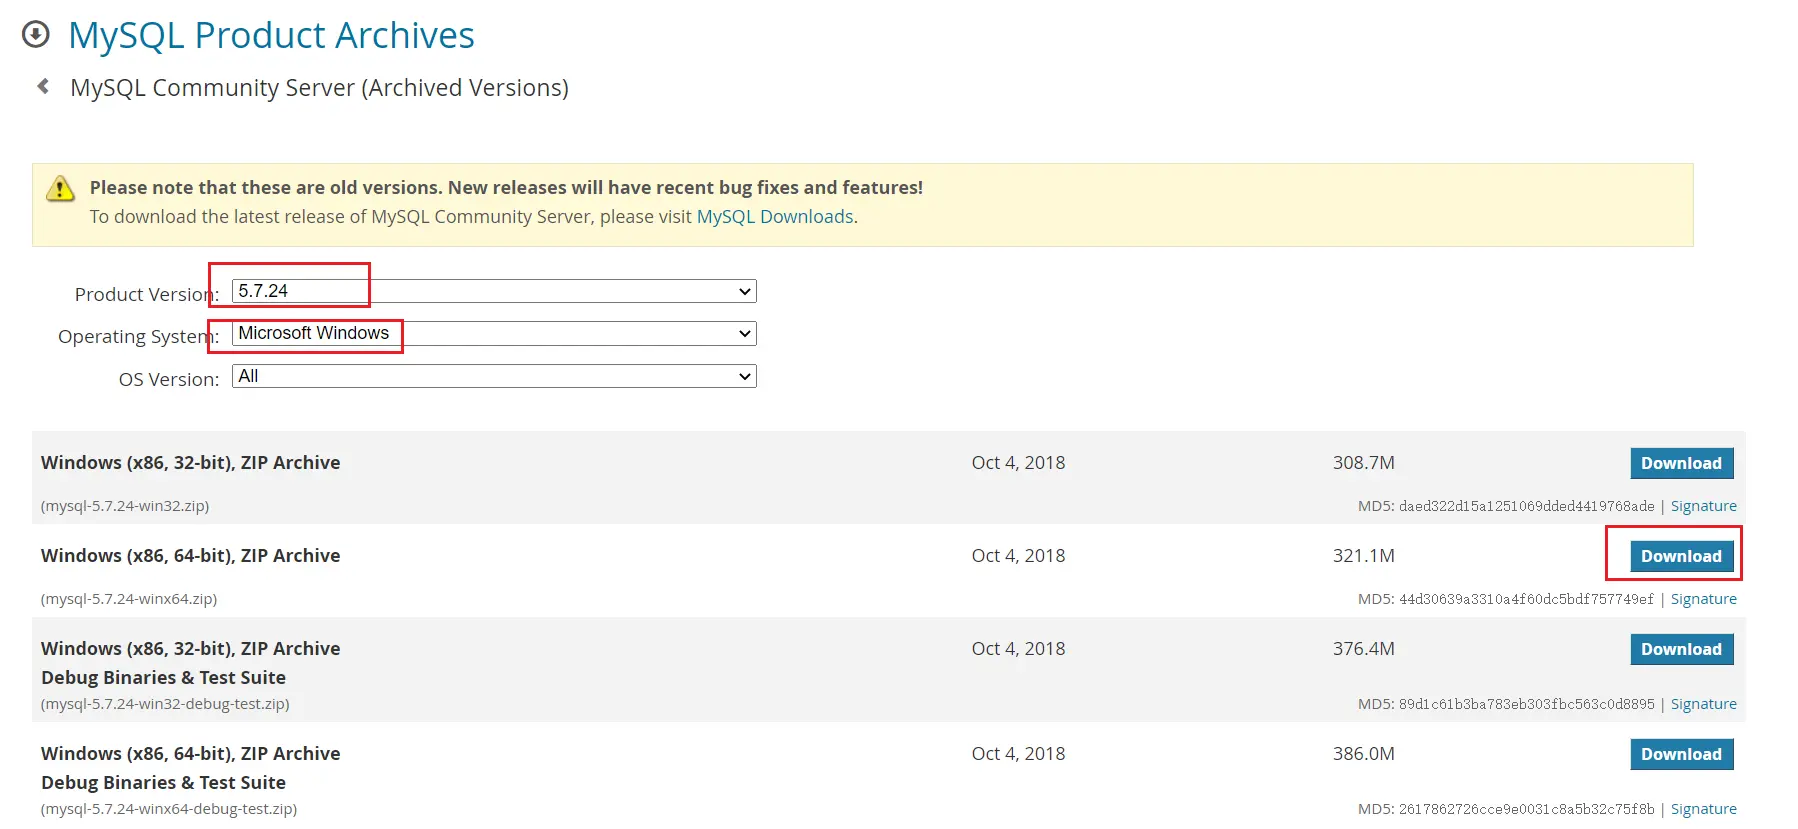 MySQL Product Archives
MySQL Community Server (Archived Versions)
Please note that these are old versions. New releases will have recent bug fixes and features!
To download the latest release of MySQL Community Server, please visit MySQL Downloads.
Product Version: 5.7.24
Operating System: Microsoft Windows
OS Version: All
Windows (x86, 32-bit), ZIP Archive Oct 4, 2018 308.7M Download
(mysql-5.7.24-win32.zip) MD5: daed322d15a1251069dded4419768ade | Signature
Windows (x86, 64-bit), ZIP Archive Oct 4, 2018 321.1M Download
(mysql-5.7.24-winx64.zip) MD5: 44d30639a3310a4f60dc5bdf757749ef | Signature
Windows (x86, 32-bit), ZIP Archive Oct 4, 2018 376.4M Download
Debug Binaries & Test Suite
(mysql-5.7.24-win32-debug-test.zip) MD5: 89d1c61b3ba783eb303fbc563c0d8895 | Signature
Windows (x86, 64-bit), ZIP Archive Oct 4, 2018 386.0M Download
Debug Binaries & Test Suite
(mysql-5.7.24-winx64-debug-test.zip) MD5: 2617862726cce9e0031c8a5b32c75f8b | Signature